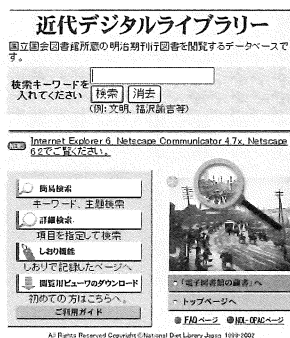 近代デジタルライブラリー
国立国会図書館所蔵の明治期刊行図書を閲覧するデータベースで
す。
検索キーワードを
入れてください
検索 消去
(例: 文明、福沢諭吉等)
Internet Explorer 6, Netscape Communicator 4.7x, Netscape
6.2でご覧ください。
簡易検索
キーワード、主題検索
詳細検索
項目を指定して検索
しおり機能
しおりで記録したページへ
閲覧用ビューワのダウンロード
初めての方はこちらへ。
ご利用ガイド
「電子図書館の蔵書」へ
トップページへ
FAQページ NDL-OPACページ
All Rights Reserved Copyright ©National Diet Library Japan 1999-2002